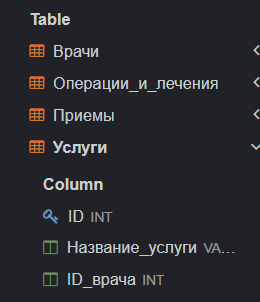 Table
Врачи
Операции_и_лечения
Приемы
Услуги
Column
ID INT
Название_услуги VA...
ID_врача INT